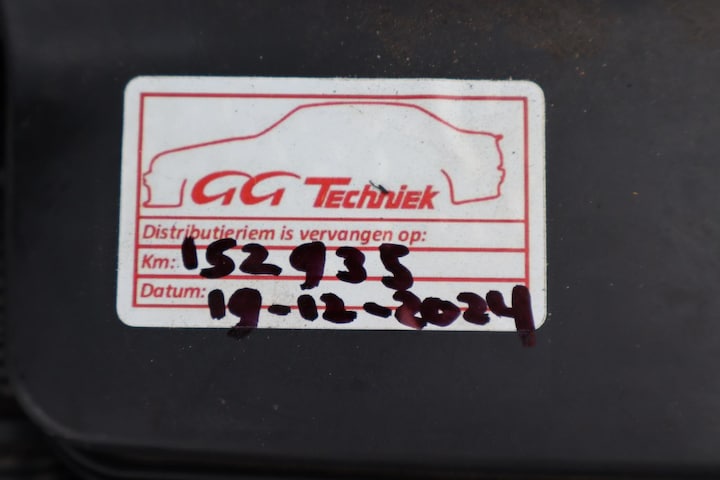 GG Techniek
Distributieriem is vervangen op:
Km: 152935
Datum: 19-12-2024